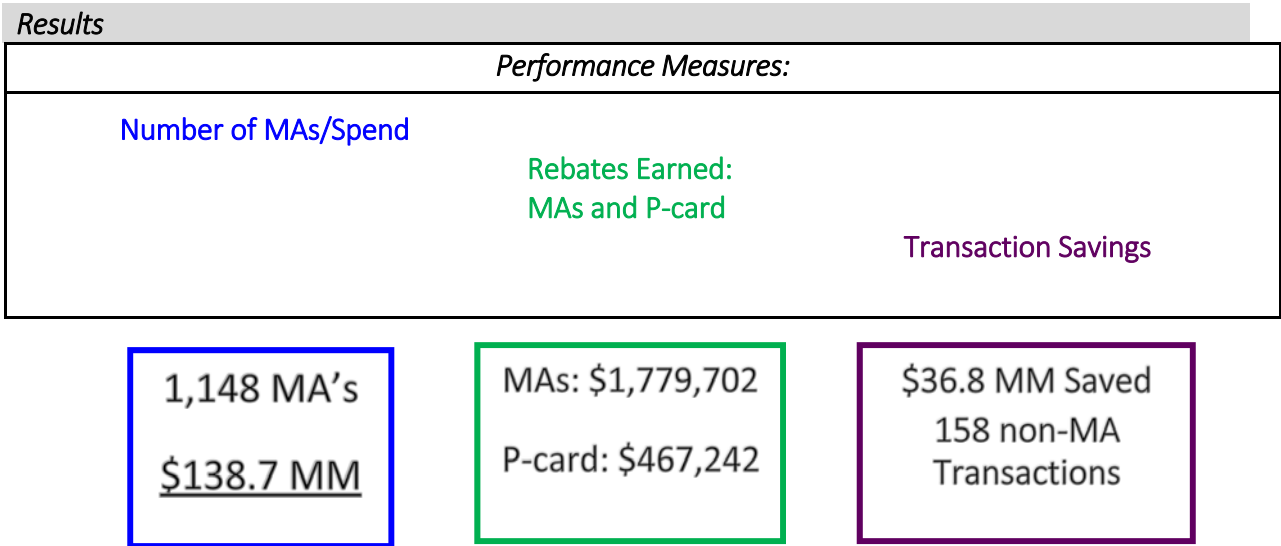 Results
Performance Measures:
Number of MAs/Spend
Rebates Earned:
MAs and P-card
Transaction Savings
1,148 MA’s
$138.7 MM
MAs: $1,779,702
P-card: $467,242
$36.8 MM Saved
158 non-MA
Transactions